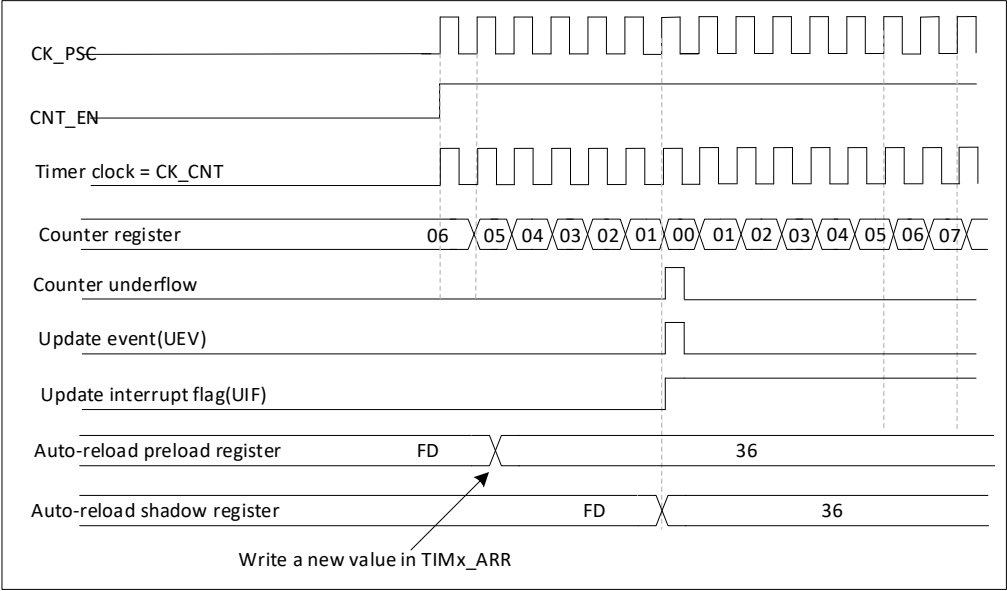 CK_PSC
CNT_EN
Timer clock = CK_CNT
Counter register 06 05 04 03 02 01 00 01 02 03 04 05 06 07
Counter underflow
Update event(UEV)
Update interrupt flag(UIF)
Auto-reload preload register FD 36
Auto-reload shadow register FD 36
Write a new value in TIMx_ARR